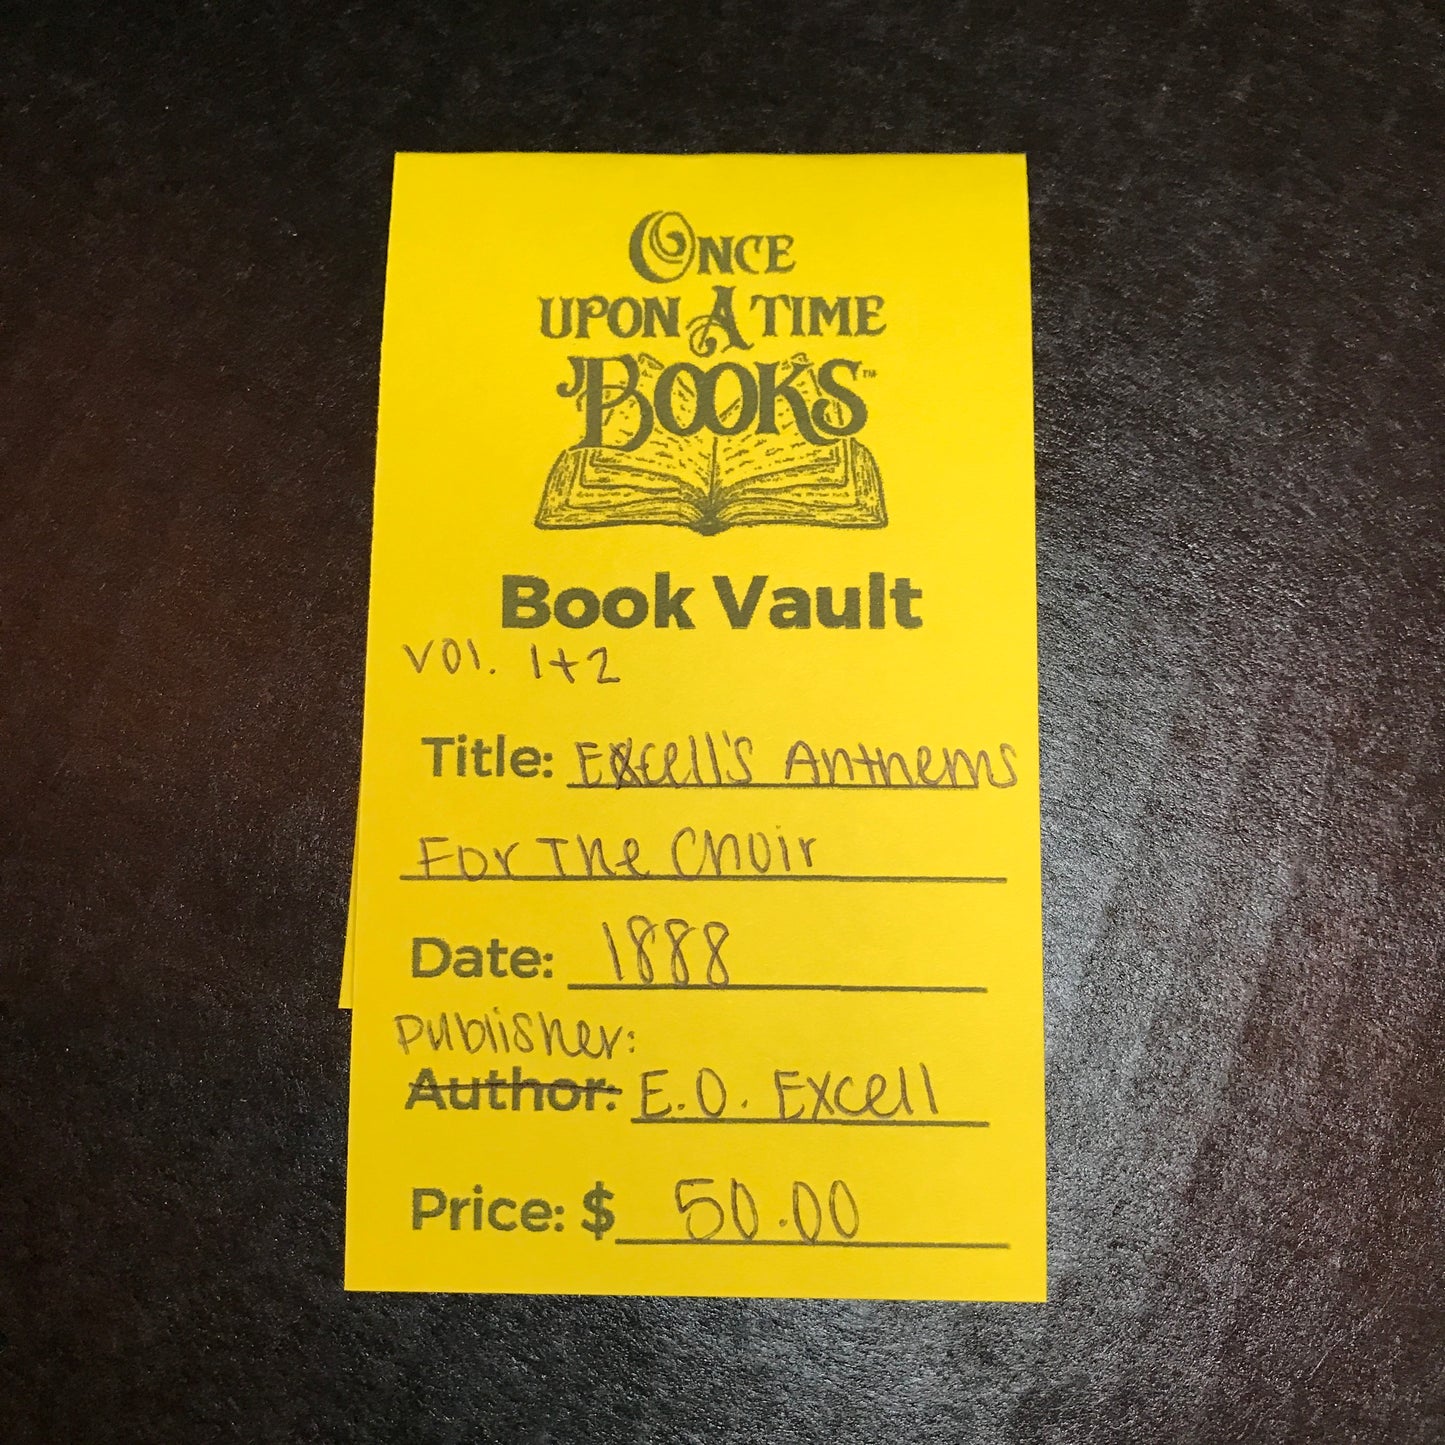 ONCE
UPON A TIME
BOOKS™
Book Vault
Vol. 1+2
Title: Excell's Anthems
For The Choir
Date: 1888
Publisher:
Author: E.O. Excell
Price: $ 50.00